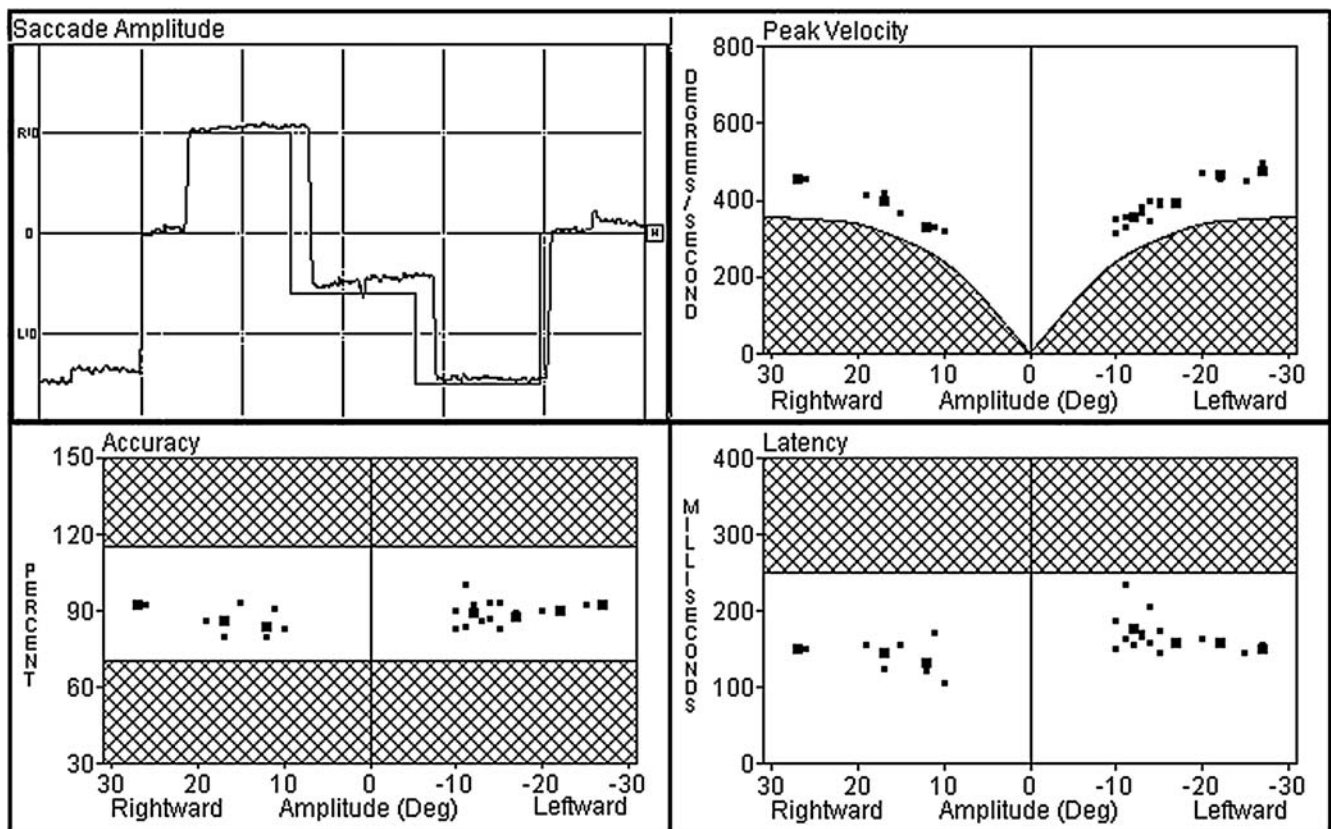 Saccade Amplitude
R10
0
L10
H
Peak Velocity
DEGREES/SECOND
800
600
400
200
0
30 20 10 0 -10 -20 -30
Rightward Amplitude (Deg) Leftward
Accuracy
PERCENT
150
120
90
60
30
30 20 10 0 -10 -20 -30
Rightward Amplitude (Deg) Leftward
Latency
MILLISECONDS
400
300
200
100
0
30 20 10 0 -10 -20 -30
Rightward Amplitude (Deg) Leftward